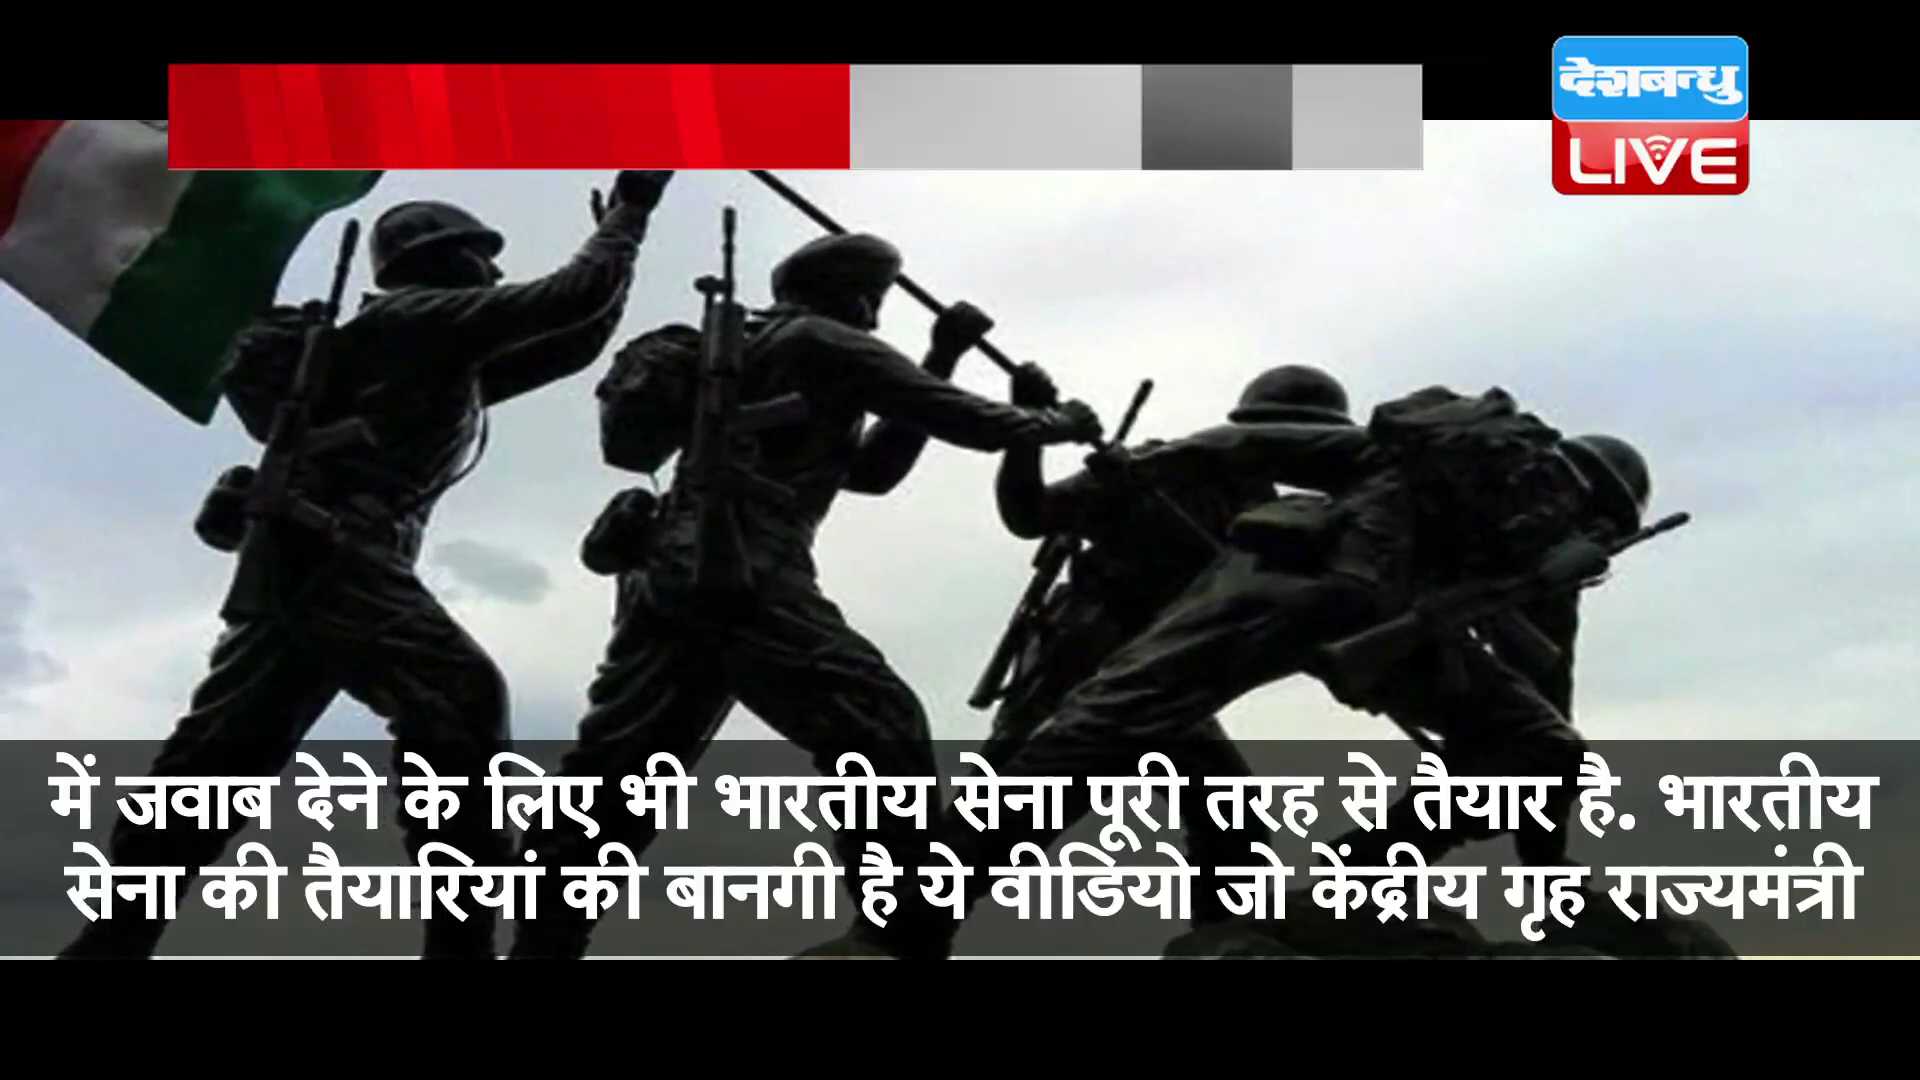 देशबन्धु
LIVE
में जवाब देने के लिए भी भारतीय सेना पूरी तरह से तैयार है. भारतीय
सेना की तैयारियां की बानगी है ये वीडियो जो केंद्रीय गृह राज्यमंत्री